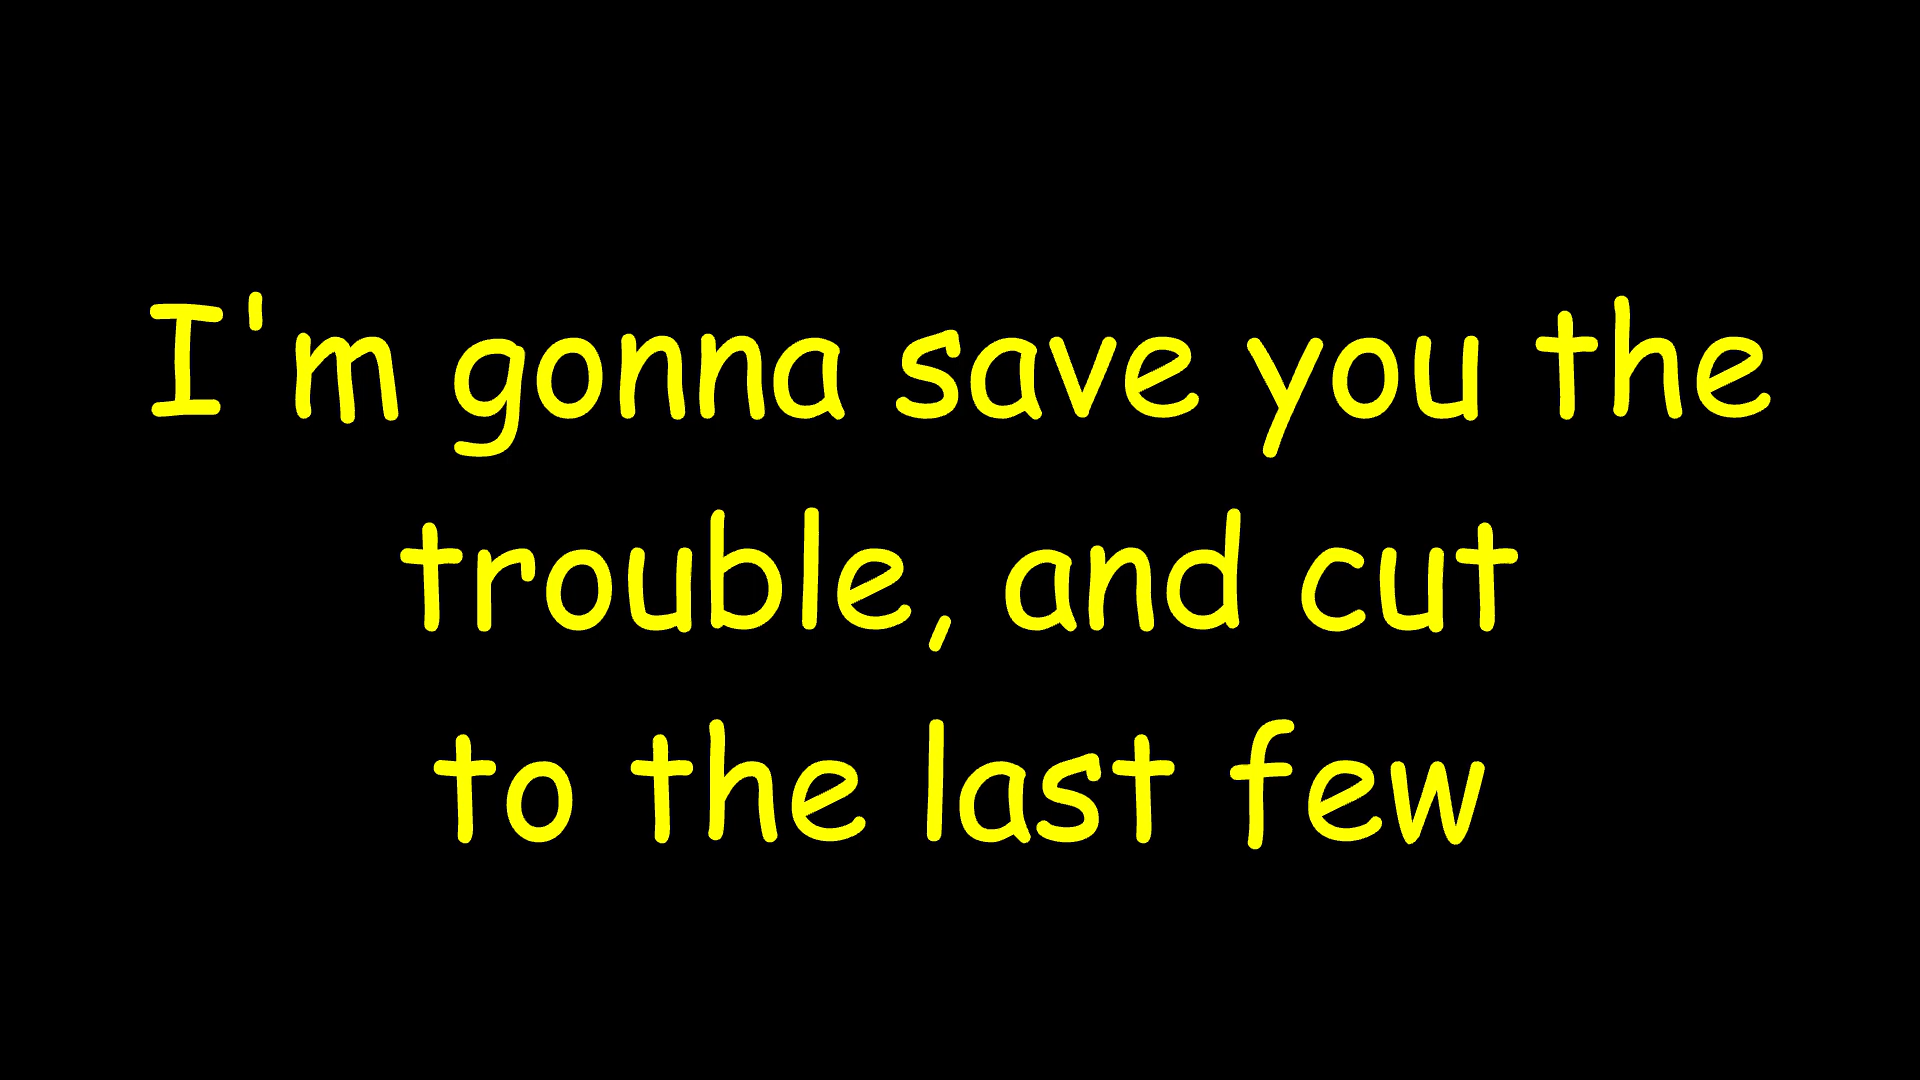 I'm gonna save you the
trouble, and cut
to the last few